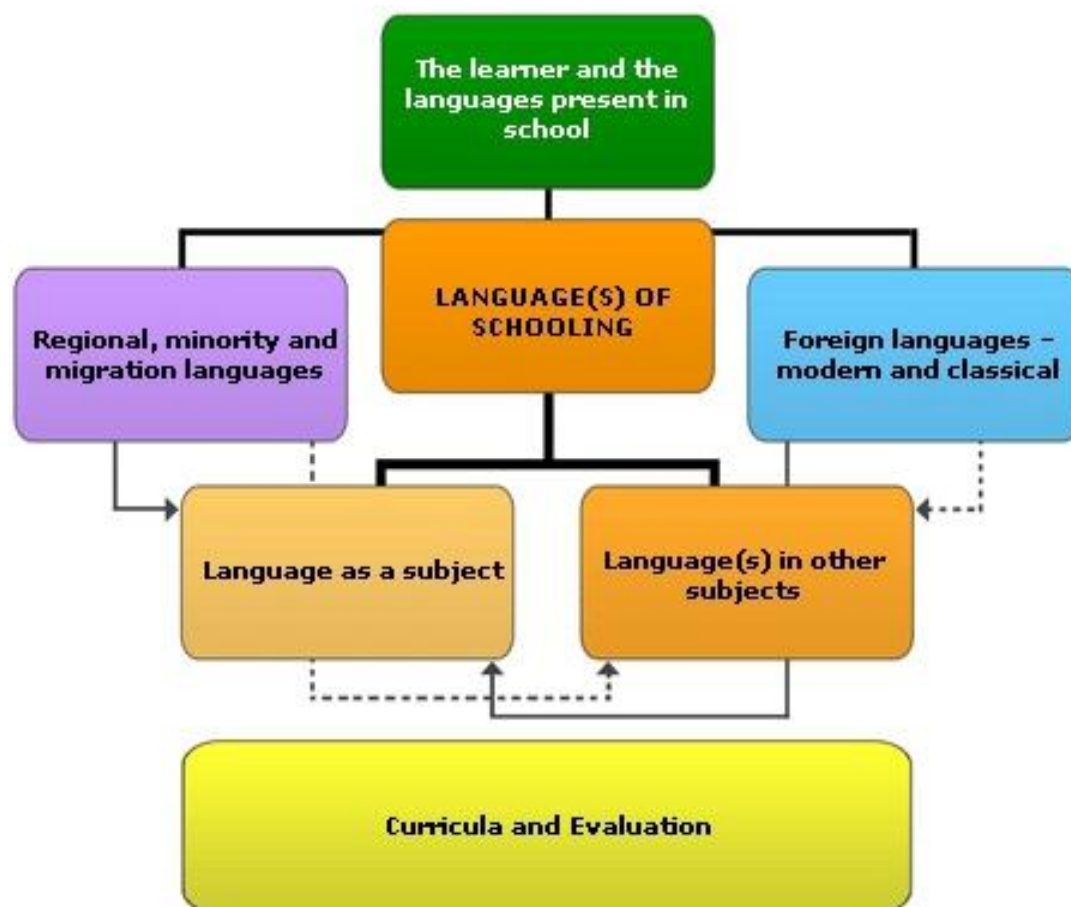 The learner and the
languages present in
school
LANGUAGE(S) OF
SCHOOLING
Regional, minority and
migration languages
Foreign languages –
modern and classical
Language as a subject
Language(s) in other
subjects
Curricula and Evaluation